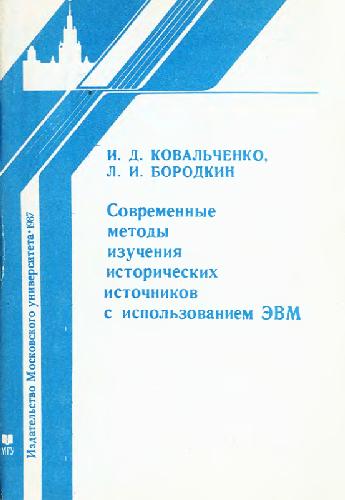 И. Д. КОВАЛЬЧЕНКО,
Л. И. БОРОДКИН
Современные
методы
изучения
исторических
источников
с использованием ЭВМ
Издательство Московского университета·1987
МГУ